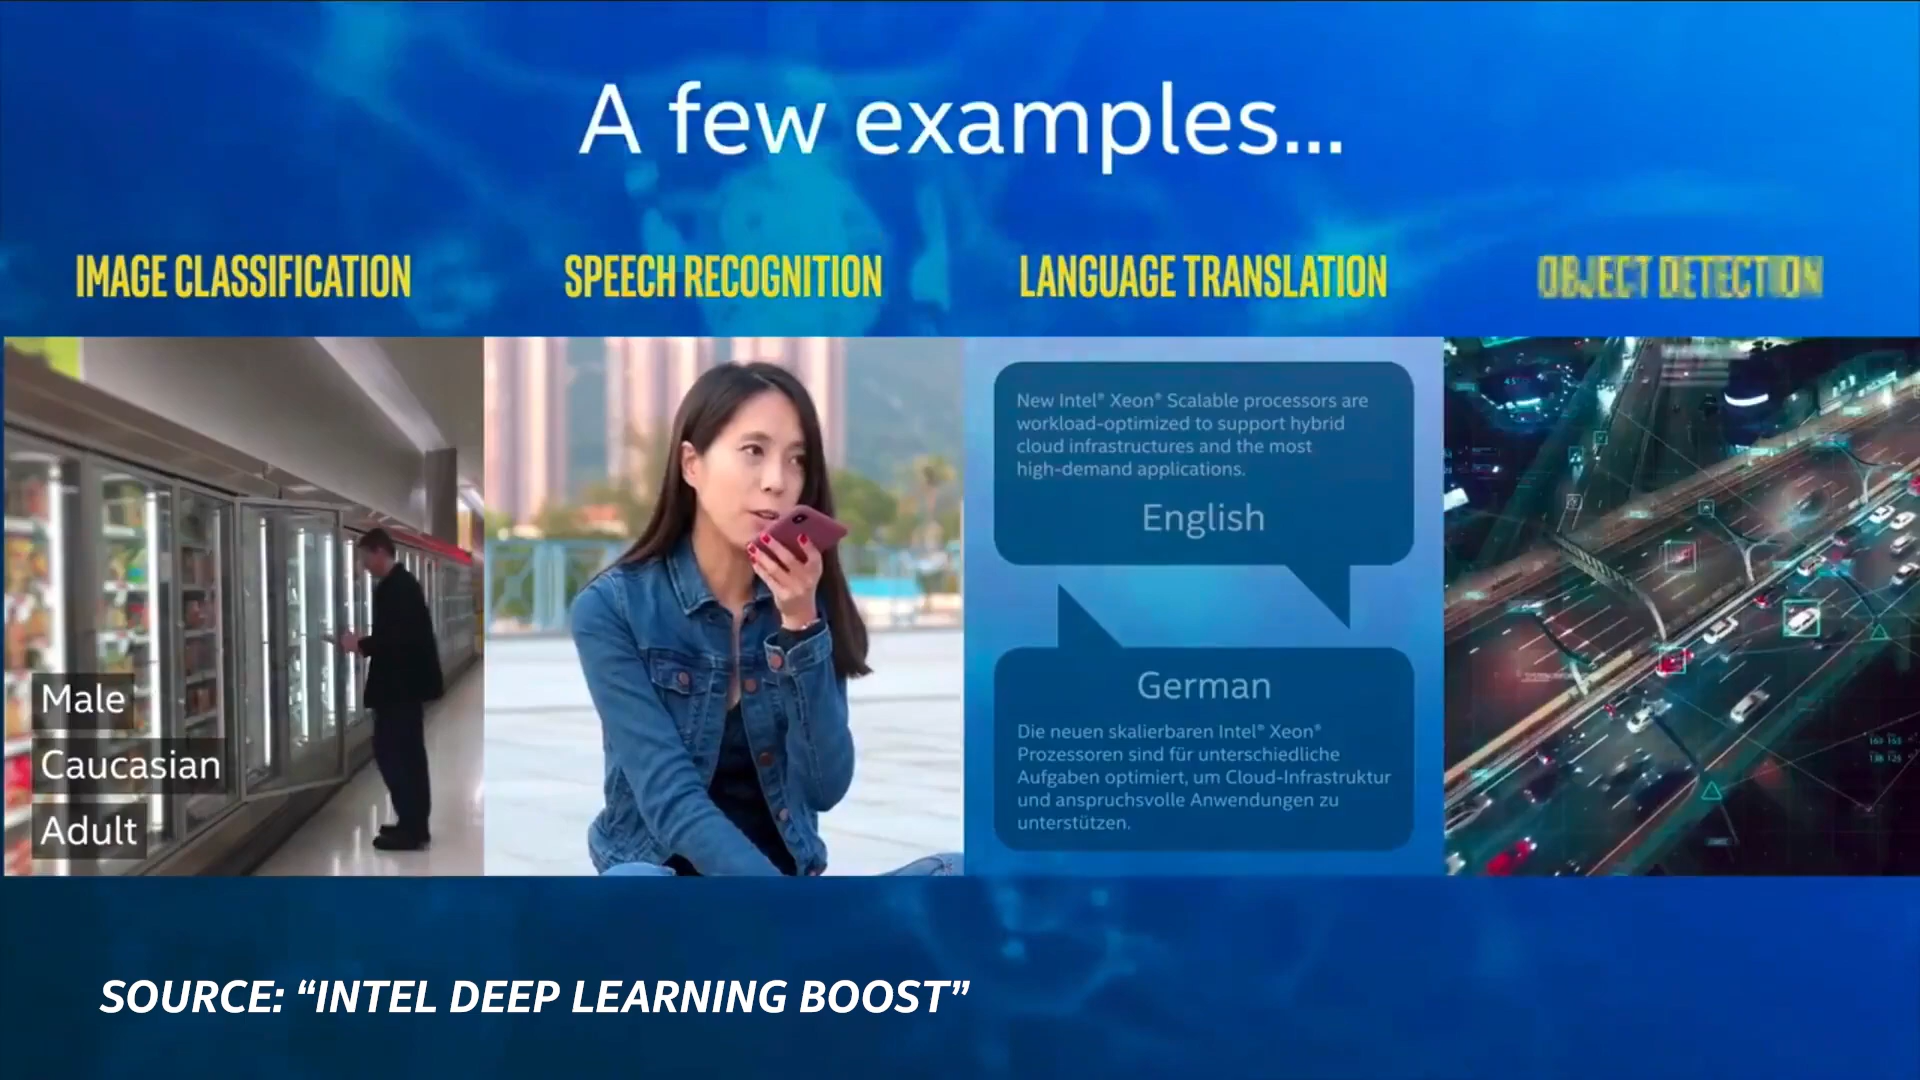 A few examples...
IMAGE CLASSIFICATION
SPEECH RECOGNITION
LANGUAGE TRANSLATION
OBJECT DETECTION
Male
Caucasian
Adult
New Intel® Xeon® Scalable processors are
workload-optimized to support hybrid
cloud infrastructures and the most
high-demand applications.
English
German
Die neuen skalierbaren Intel® Xeon®
Prozessoren sind für unterschiedliche
Aufgaben optimiert, um Cloud-Infrastruktur
und anspruchsvolle Anwendungen zu
unterstützen.
SOURCE: “INTEL DEEP LEARNING BOOST”